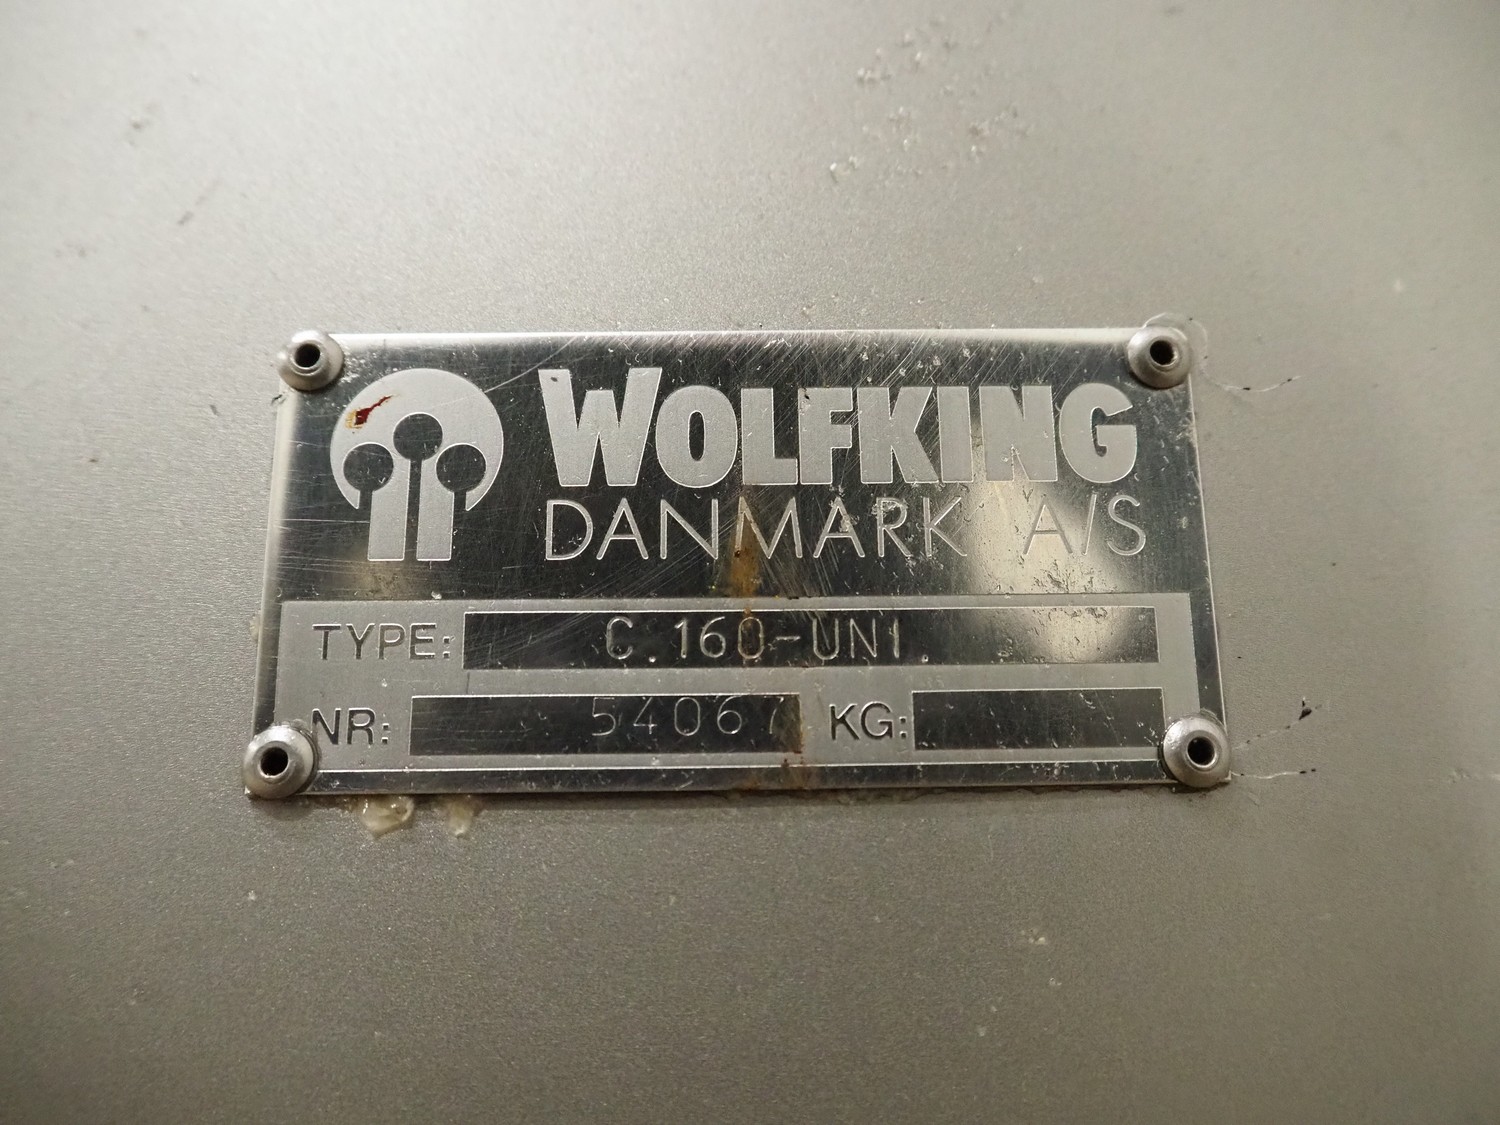 WOLFKING
DANMARK A/S
TYPE: C.160-UNI
NR: 54067 KG: